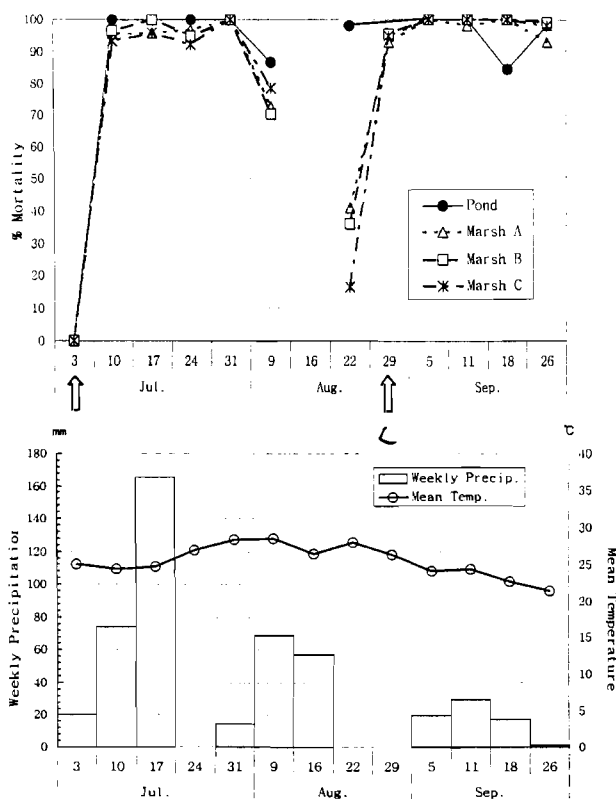 100
90
80
70
60
50
40
30
20
10
0
% Mortality
Pond
Marsh A
Marsh B
Marsh C
3 10 17 24 31 9 16 22 29 5 11 18 26
Jul. Aug. Sep.
mm
℃
180
160
140
120
100
80
60
40
20
0
Weekly Precipitation
Weekly Precip.
Mean Temp.
40
35
30
25
20
15
10
5
0
Mean Temperature
3 10 17 24 31 9 16 22 29 5 11 18 26
Jul. Aug. Sep.